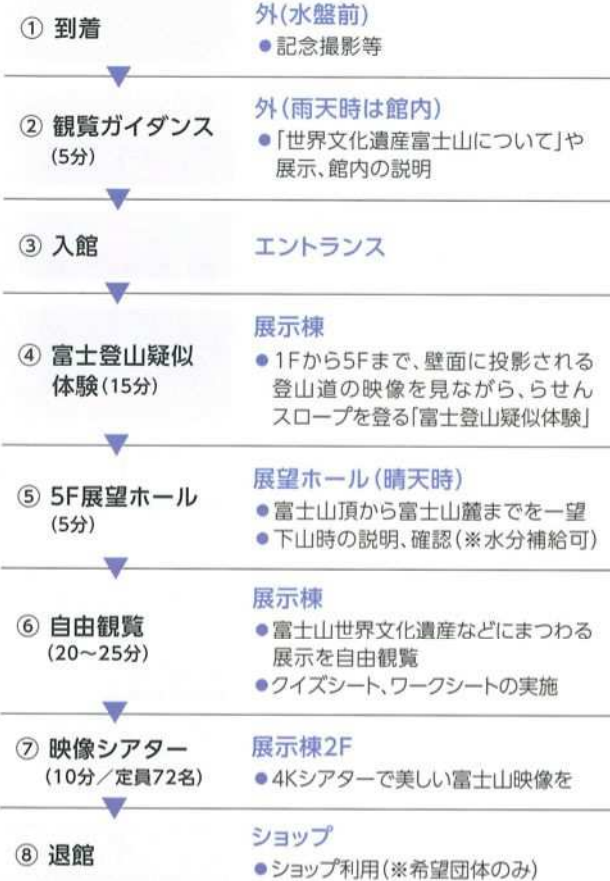 ① 到着
外(水盤前)
●記念撮影等
② 観覧ガイダンス
(5分)
外(雨天時は館内)
●「世界文化遺産富士山について」や
展示、館内の説明
③ 入館
エントランス
④ 富士登山疑似
体験(15分)
展示棟
●1Fから5Fまで、壁面に投影される
登山道の映像を見ながら、らせん
スロープを登る「富士登山疑似体験」
⑤ 5F展望ホール
(5分)
展望ホール(晴天時)
●富士山頂から富士山麓までを一望
●下山時の説明、確認(※水分補給可)
⑥ 自由観覧
(20～25分)
展示棟
●富士山世界文化遺産などにまつわる
展示を自由観覧
●クイズシート、ワークシートの実施
⑦ 映像シアター
(10分／定員72名)
展示棟2F
●4Kシアターで美しい富士山映像を
⑧ 退館
ショップ
●ショップ利用(※希望団体のみ)